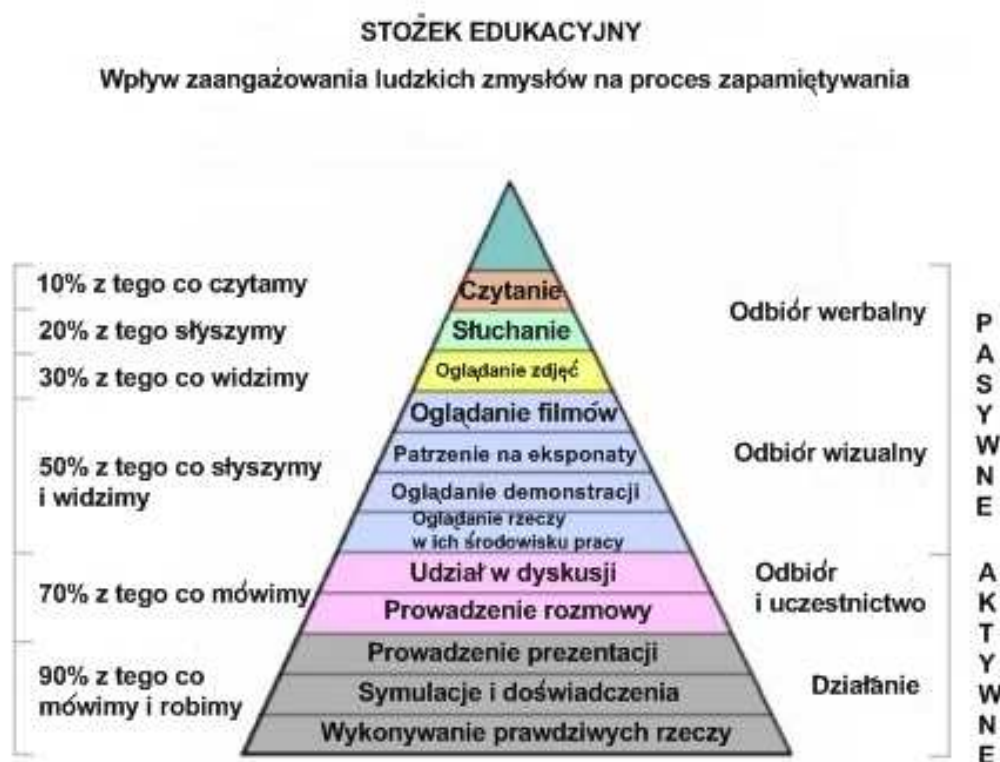 STOŻEK EDUKACYJNY
Wpływ zaangażowania ludzkich zmysłów na proces zapamiętywania
10% z tego co czytamy
20% z tego słyszymy
30% z tego co widzimy
50% z tego co słyszymy
i widzimy
70% z tego co mówimy
90% z tego co
mówimy i robimy
Czytanie
Słuchanie
Oglądanie zdjęć
Oglądanie filmów
Patrzenie na eksponaty
Oglądanie demonstracji
Oglądanie rzeczy
w ich środowisku pracy
Udział w dyskusji
Prowadzenie rozmowy
Prowadzenie prezentacji
Symulacje i doświadczenia
Wykonywanie prawdziwych rzeczy
Odbiór werbalny
Odbiór wizualny
Odbiór
i uczestnictwo
Działanie
PASYWNE
AKTYWNE